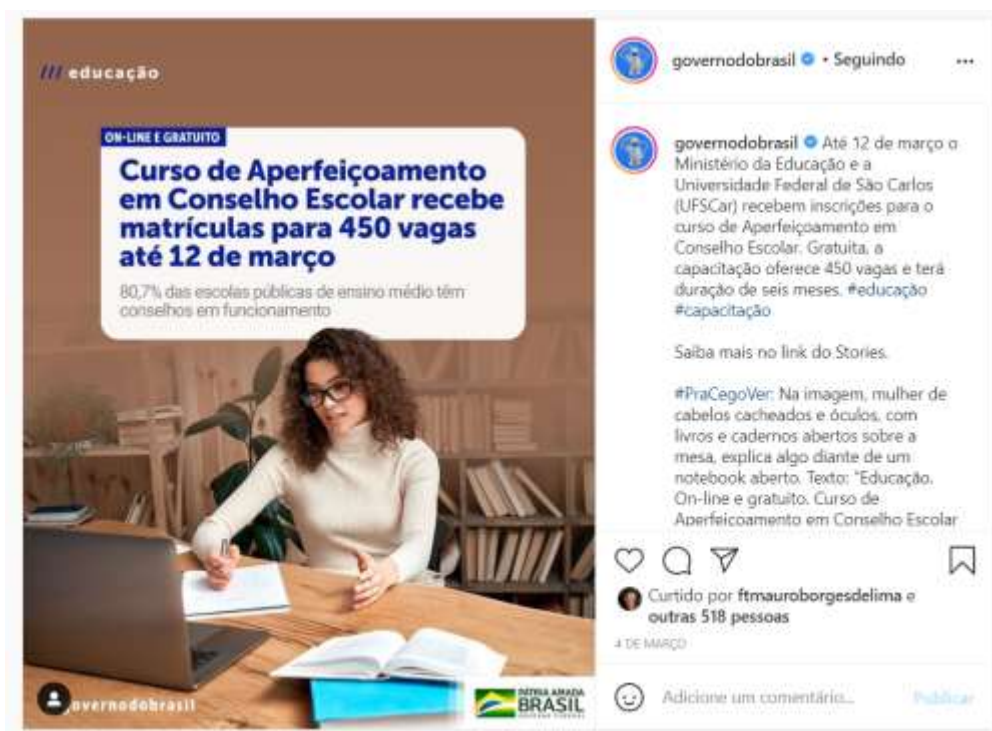 /// educação
ON-LINE E GRATUITO
Curso de Aperfeiçoamento
em Conselho Escolar recebe
matrículas para 450 vagas
até 12 de março
80,7% das escolas públicas de ensino médio têm
conselhos em funcionamento
governodobrasil
PÁTRIA AMADA
BRASIL
GOVERNO FEDERAL
governodobrasil • Seguindo
governodobrasil Até 12 de março o
Ministério da Educação e a
Universidade Federal de São Carlos
(UFSCar) recebem inscrições para o
curso de Aperfeiçoamento em
Conselho Escolar. Gratuita, a
capacitação oferece 450 vagas e terá
duração de seis meses. #educação
#capacitação
Saiba mais no link do Stories.
#PraCegoVer: Na imagem, mulher de
cabelos cacheados e óculos, com
livros e cadernos abertos sobre a
mesa, explica algo diante de um
notebook aberto. Texto: "Educação.
On-line e gratuito. Curso de
Aperfeicoamento em Conselho Escolar
Curtido por ftmauroborgesdelima e
outras 518 pessoas
4 DE MARÇO
Adicione um comentário...
Publicar